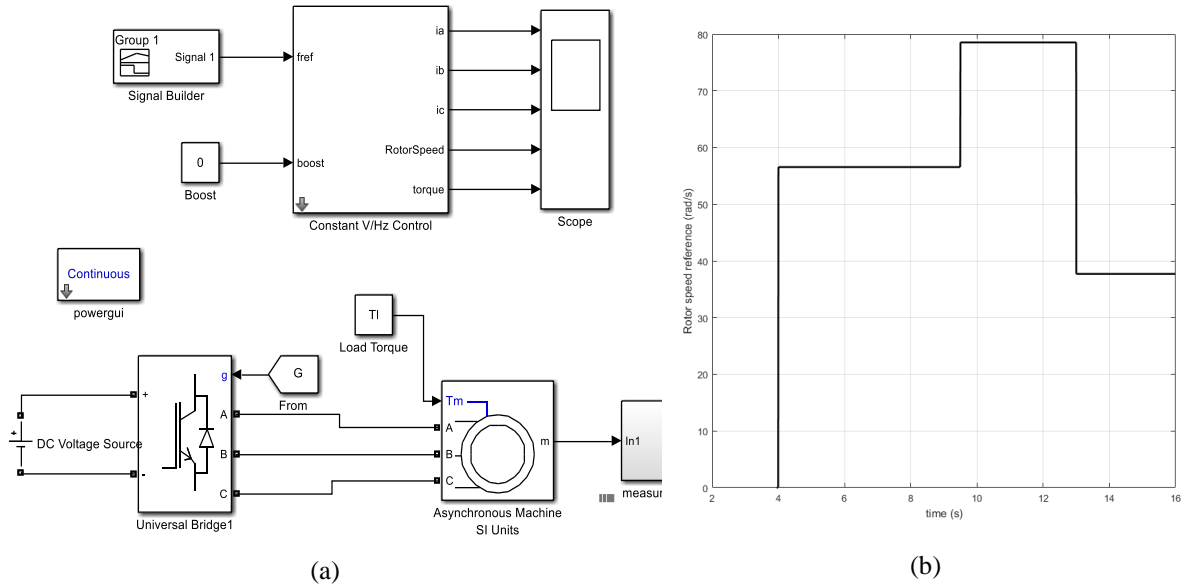 Group 1
Signal 1
Signal Builder
fref
boost
0
Boost
ia
ib
ic
RotorSpeed
torque
Constant V/Hz Control
Scope
Continuous
powergui
Tl
Load Torque
G
From
g
+
-
A
B
C
Universal Bridge1
+
DC Voltage Source
Tm
A
B
C
m
Asynchronous Machine
SI Units
In1
measur
(a)
Rotor speed reference (rad/s)
80
70
60
50
40
30
20
10
0
2
4
6
8
10
12
14
16
time (s)
(b)